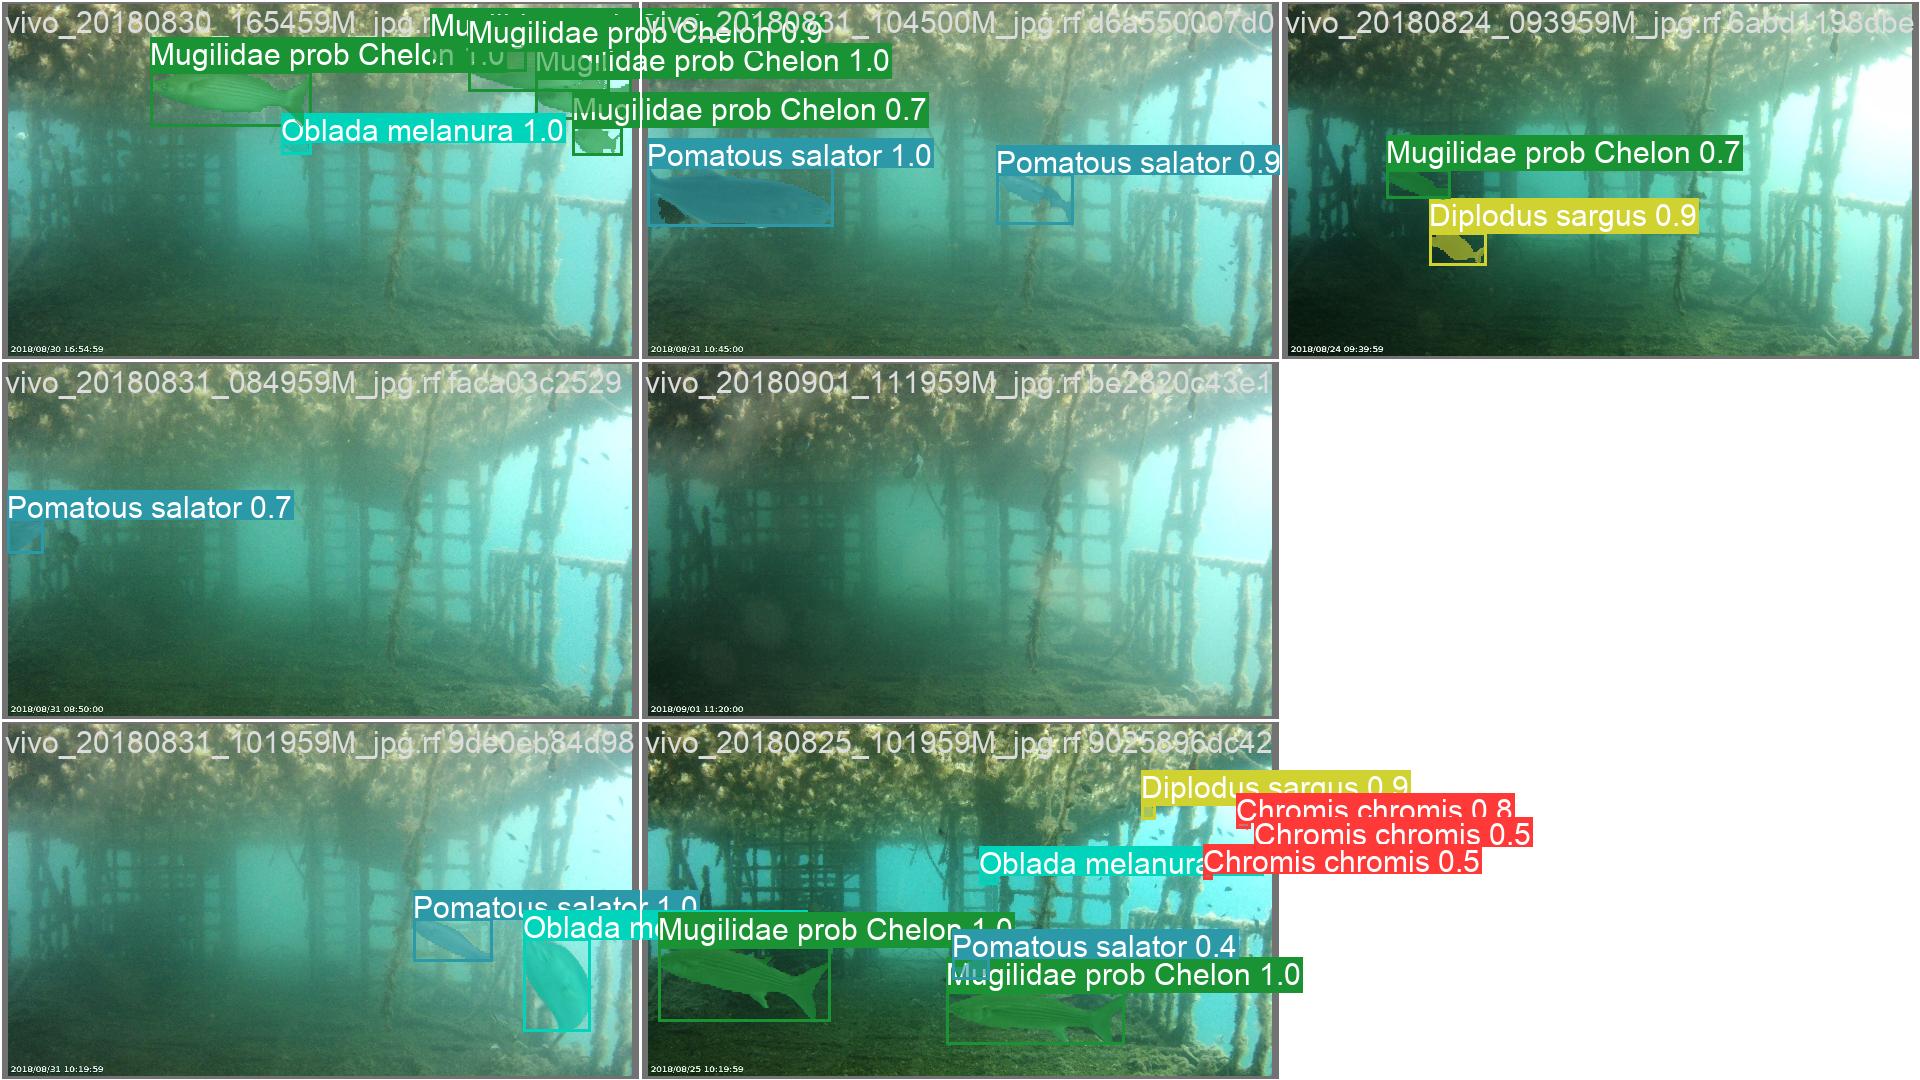 vivo_20180830_165459M_jpg.r
Mu
Mugilidae prob Chelon 0.9
Mugilidae prob Chelon 1.0
Mugilidae prob Chelon 1.0
Mugilidae prob Chelon 0.7
Oblada melanura 1.0
2018/08/30 16:54:59
vivo_20180831_104500M_jpg.rf.d6a550007d0
Pomatous salator 1.0
Pomatous salator 0.9
2018/08/31 10:45:00
vivo_20180824_093959M_jpg.rf.6abd1198dbe
Mugilidae prob Chelon 0.7
Diplodus sargus 0.9
2018/08/24 09:39:59
vivo_20180831_084959M_jpg.rf.faca03c2529
Pomatous salator 0.7
2018/08/31 08:50:00
vivo_20180901_111959M_jpg.rf.be2820c43e1
2018/09/01 11:20:00
vivo_20180831_101959M_jpg.rf.9de0eb84d98
Pomatous salator 1.0
Oblada m
2018/08/31 10:19:59
vivo_20180825_101959M_jpg.rf.9025896dc42
Diplodus sargus 0.9
Chromis chromis 0.8
Chromis chromis 0.5
Oblada melanura
Chromis chromis 0.5
Mugilidae prob Chelon 1.0
Pomatous salator 0.4
Mugilidae prob Chelon 1.0
2018/08/25 10:19:59